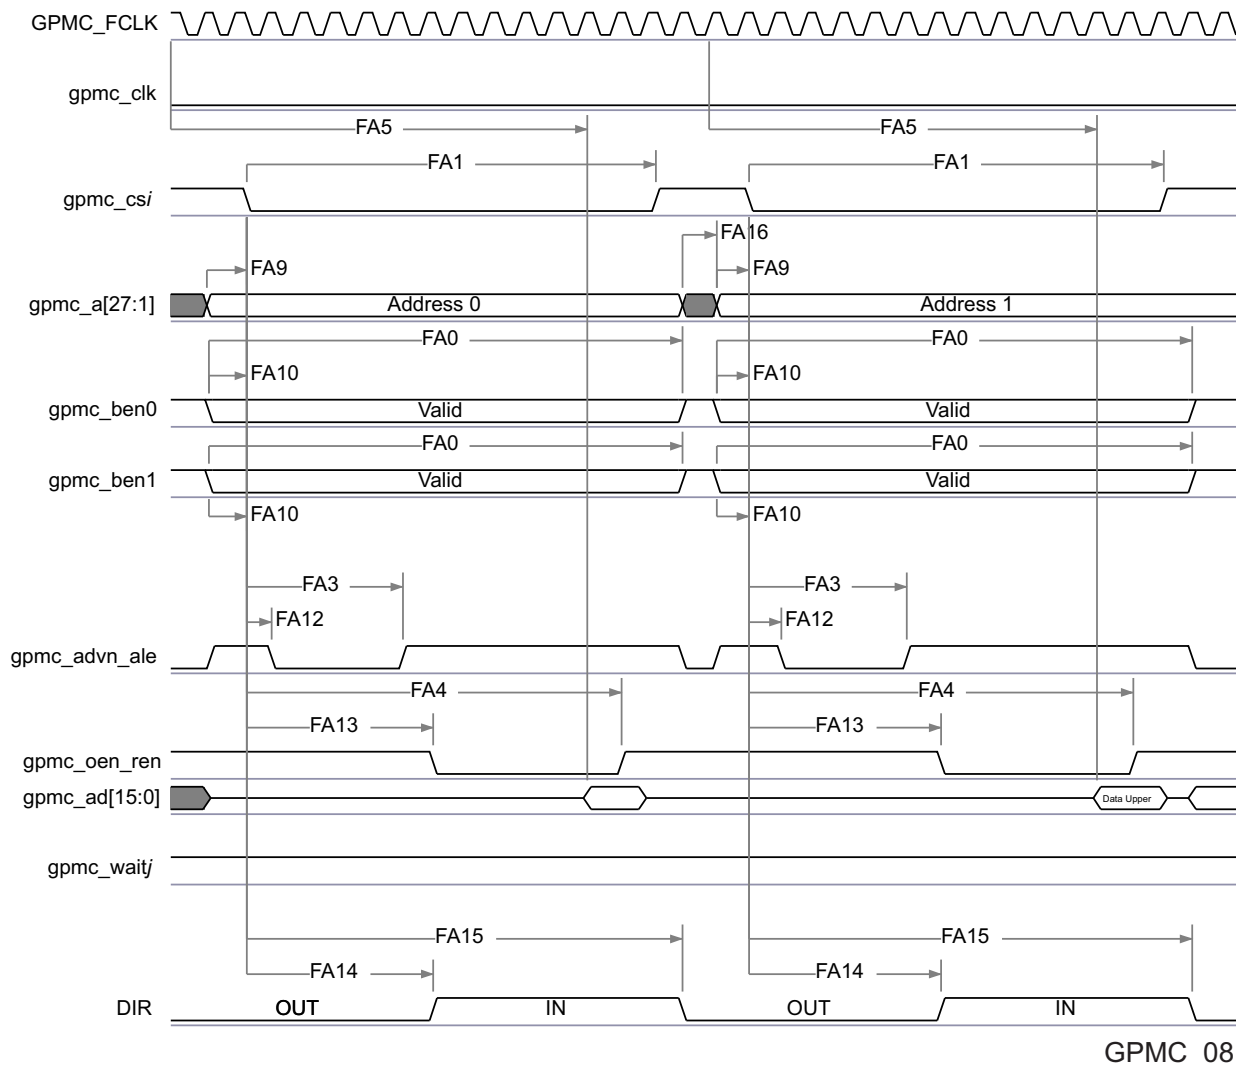 GPMC_FCLK
gpmc_clk
FA5 FA5
FA1 FA1
gpmc_csi
FA16
FA9 FA9
gpmc_a[27:1] Address 0 Address 1
FA0 FA0
FA10 FA10
gpmc_ben0 Valid Valid
FA0 FA0
gpmc_ben1 Valid Valid
FA10 FA10
FA3 FA3
FA12 FA12
gpmc_advn_ale
FA4 FA4
FA13 FA13
gpmc_oen_ren
gpmc_ad[15:0] Data Upper
gpmc_waitj
FA15 FA15
FA14 FA14
DIR OUT IN OUT IN
GPMC_08